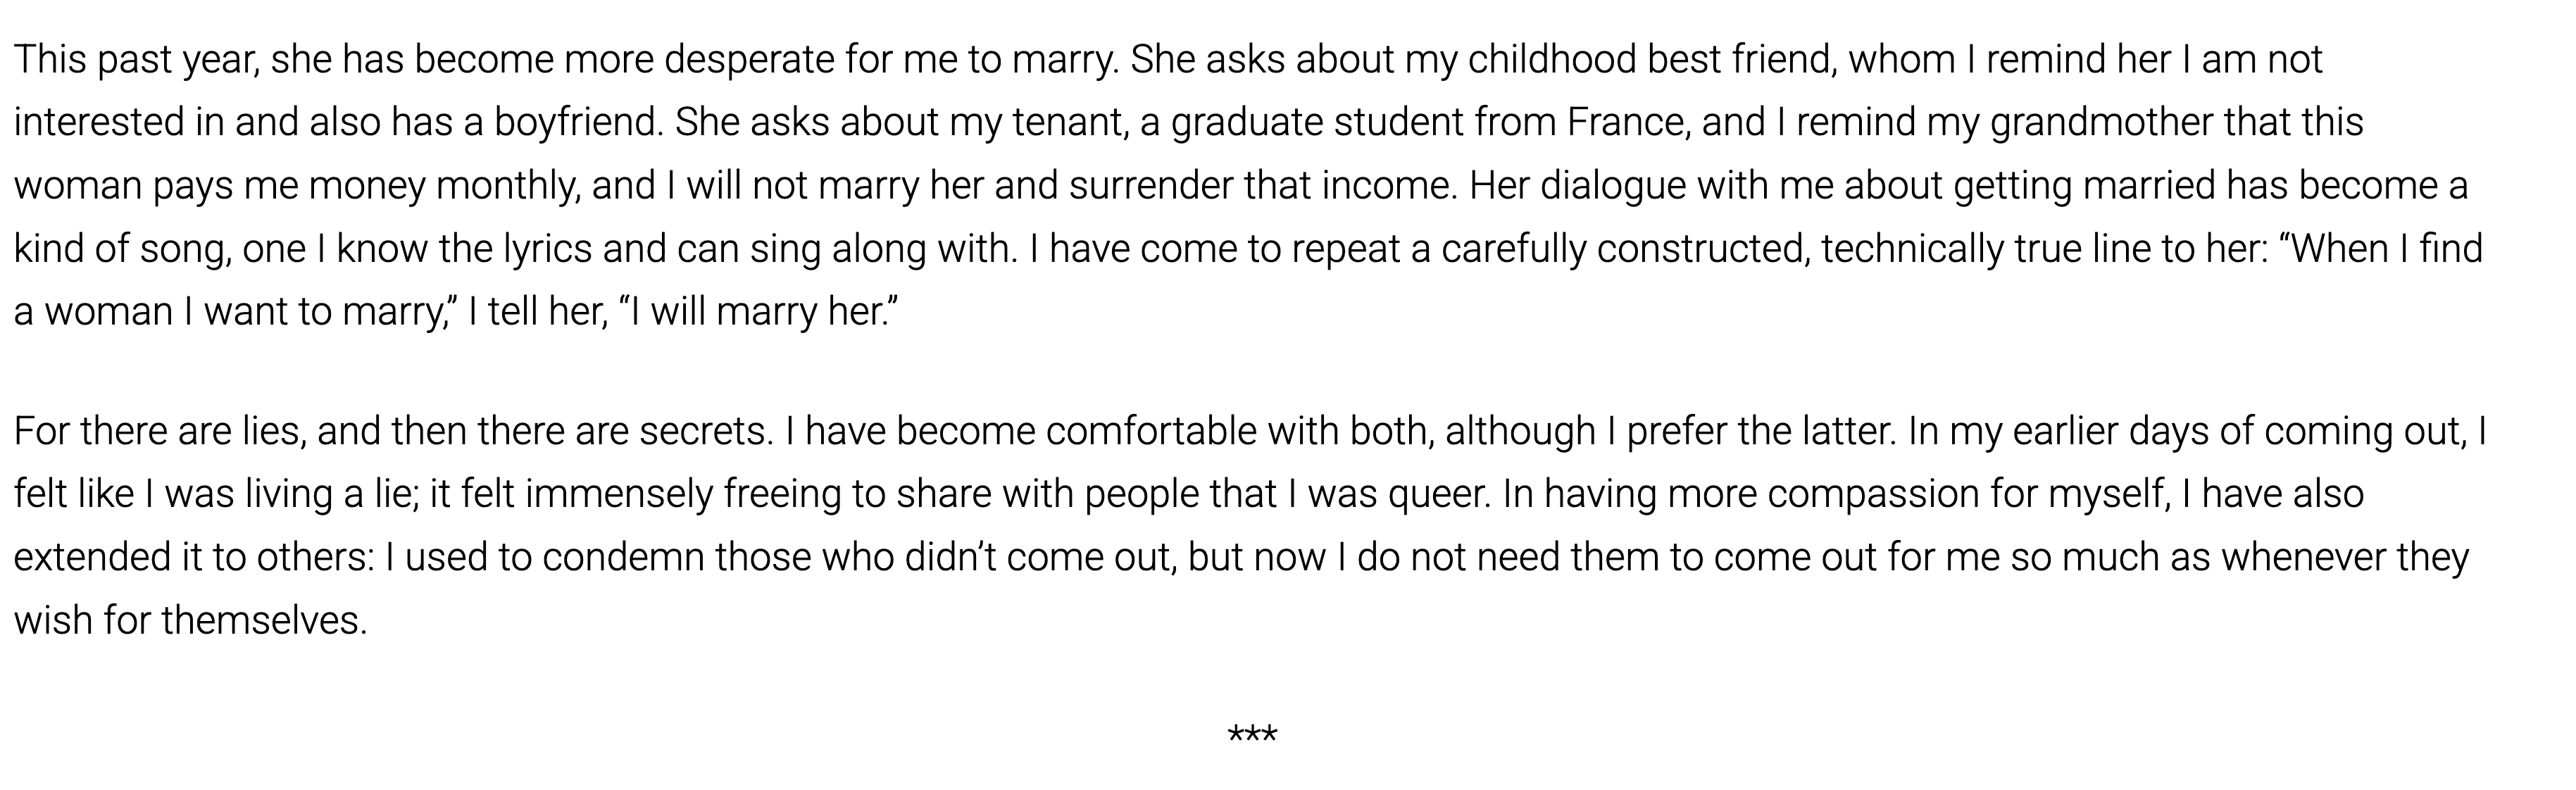 This past year, she has become more desperate for me to marry. She asks about my childhood best friend, whom I remind her I am not
interested in and also has a boyfriend. She asks about my tenant, a graduate student from France, and I remind my grandmother that this
woman pays me money monthly, and I will not marry her and surrender that income. Her dialogue with me about getting married has become a
kind of song, one I know the lyrics and can sing along with. I have come to repeat a carefully constructed, technically true line to her: “When I find
a woman I want to marry,” I tell her, “I will marry her.”
For there are lies, and then there are secrets. I have become comfortable with both, although I prefer the latter. In my earlier days of coming out, I
felt like I was living a lie; it felt immensely freeing to share with people that I was queer. In having more compassion for myself, I have also
extended it to others: I used to condemn those who didn’t come out, but now I do not need them to come out for me so much as whenever they
wish for themselves.
***